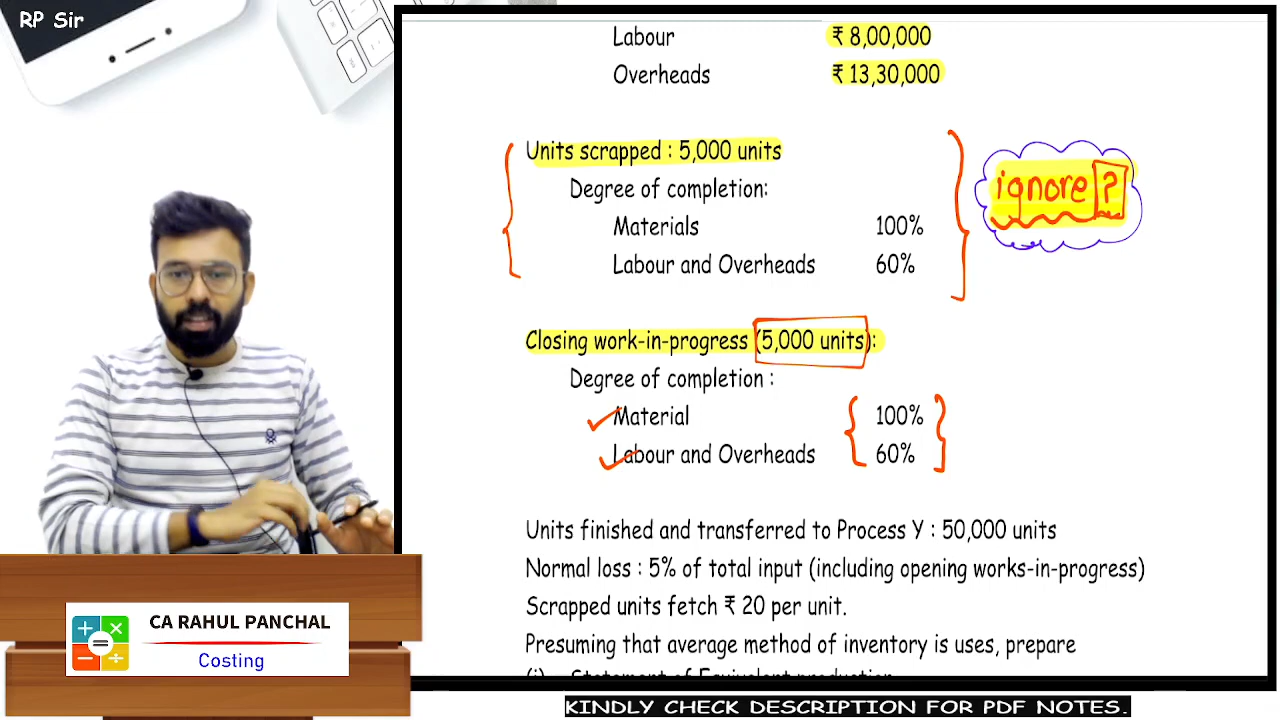 RP Sir
Labour ₹ 8,00,000
Overheads ₹ 13,30,000
Units scrapped : 5,000 units
Degree of completion:
Materials 100%
Labour and Overheads 60%
ignore ?
Closing work-in-progress (5,000 units):
Degree of completion :
Material 100%
Labour and Overheads 60%
Units finished and transferred to Process Y : 50,000 units
Normal loss : 5% of total input (including opening works-in-progress)
Scrapped units fetch ₹ 20 per unit.
Presuming that average method of inventory is uses, prepare
(i) Statement of Equivalent production
CA RAHUL PANCHAL
Costing
KINDLY CHECK DESCRIPTION FOR PDF NOTES.